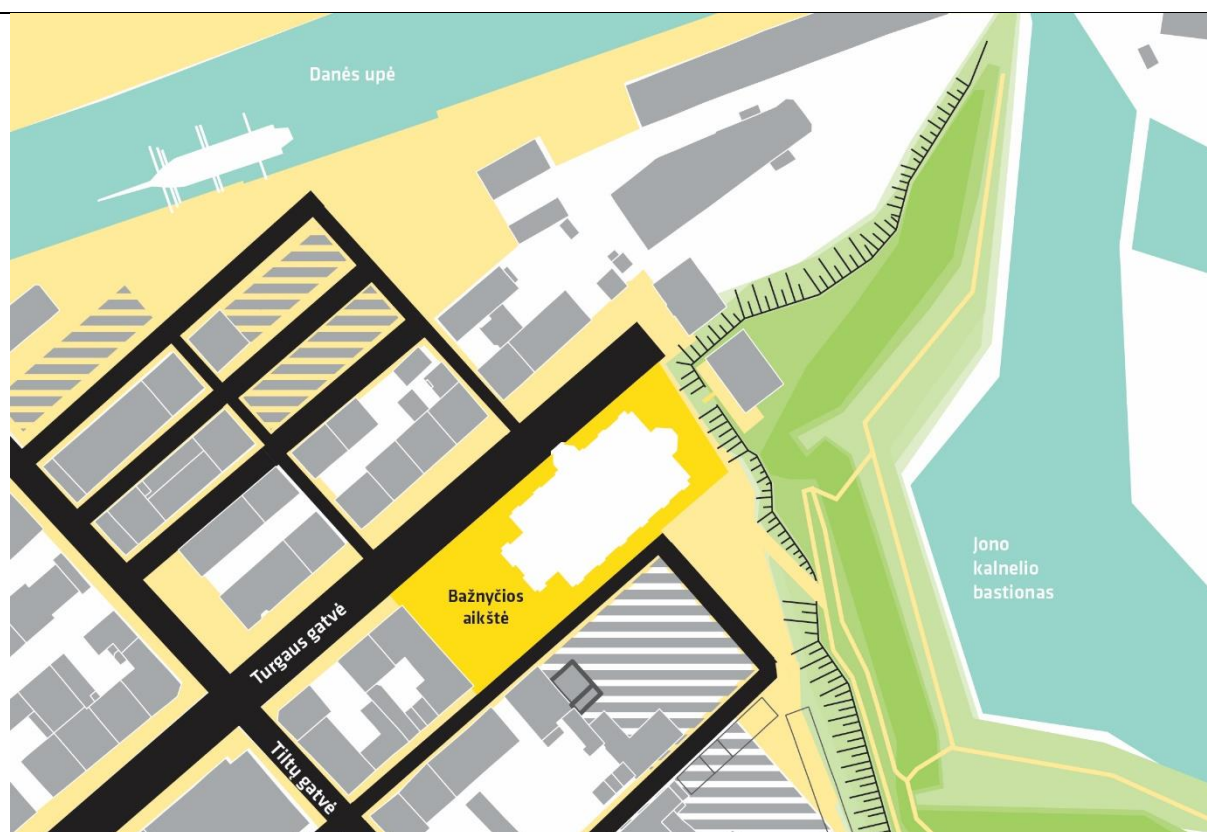 Danės upė
Jono
kalnelio
bastionas
Bažnyčios
aikštė
Turgaus gatvė
Tiltų gatvė